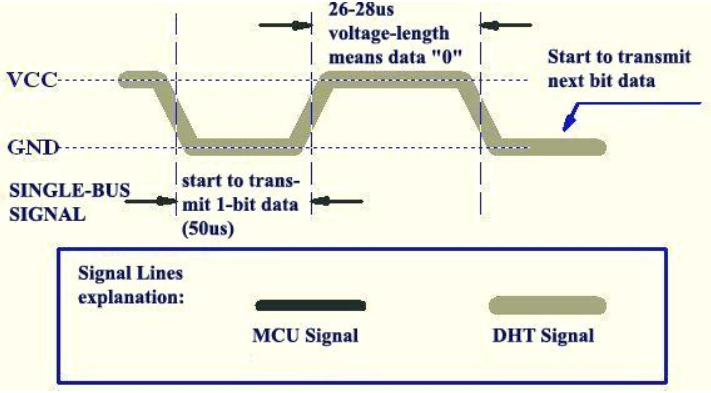 26-28us
voltage-length
means data "0"
Start to transmit
next bit data
VCC
GND
SINGLE-BUS
SIGNAL
start to trans-
mit 1-bit data
(50us)
Signal Lines
explanation:
MCU Signal
DHT Signal